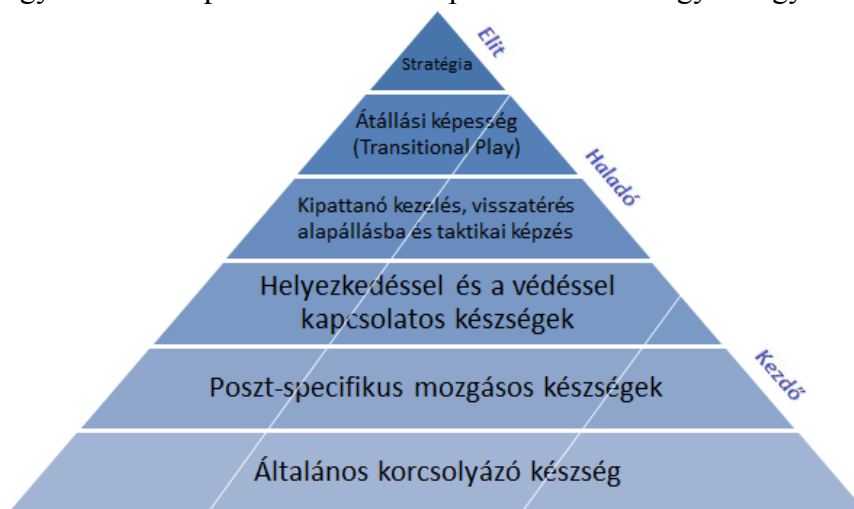 Elit
Stratégia
Átállási képesség
(Transitional Play)
Haladó
Kipattanó kezelés, visszatérés
alapállásba és taktikai képzés
Helyezkedéssel és a védéssel
kapcsolatos készségek
Kezdő
Poszt-specifikus mozgásos készségek
Általános korcsolyázó készség